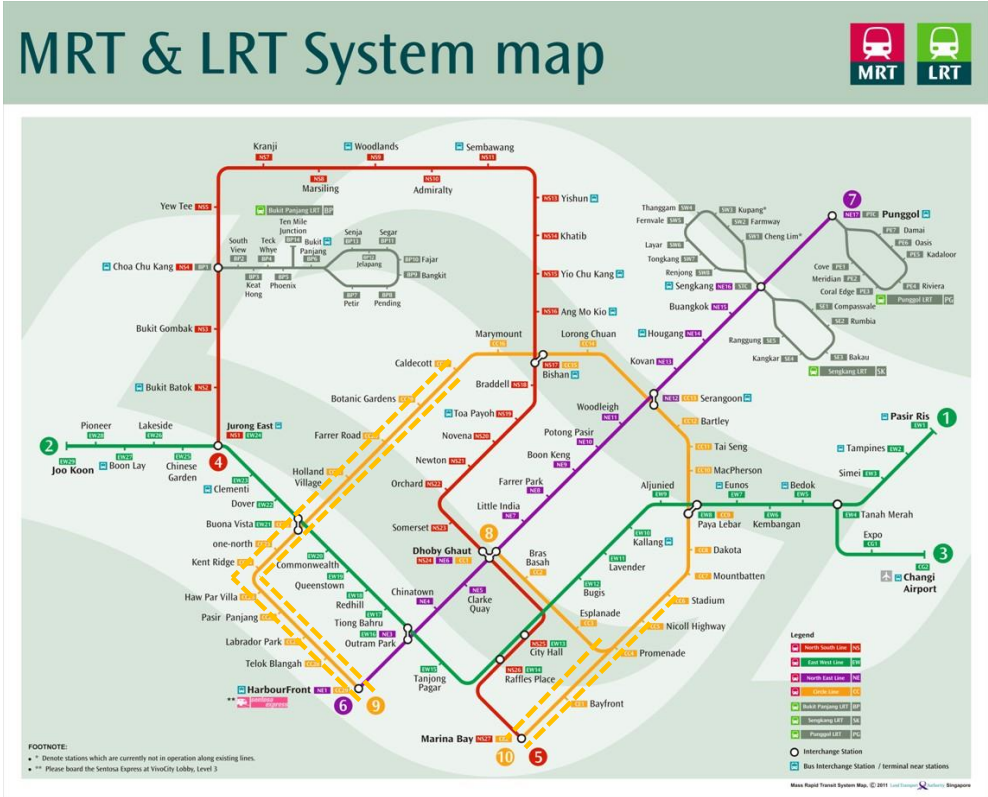 MRT & LRT System map
MRT
LRT
Kranji
NS7
Woodlands
NS9
Sembawang
NS11
NS8
Marsiling
NS10
Admiralty
Yew Tee NS5
Bukit Panjang LRT BP
NS13 Yishun
NS14 Khatib
NS15 Yio Chu Kang
NS16 Ang Mo Kio
Choa Chu Kang NS4 BP1
South
View
BP2
Teck
Whye
BP4
Ten Mile
Junction
BP14
Bukit
Panjang
BP6
Senja
BP13
Segar
BP11
BP12
Jelapang
BP10 Fajar
BP9 Bangkit
BP3
Keat
Hong
BP5
Phoenix
BP7
Petir
BP8
Pending
Bukit Gombak NS3
Bukit Batok NS2
Thanggam SW4
Fernvale SW5
Layar SW6
Tongkang SW7
Renjong SW8
SW3 Kupang*
SW2 Farmway
SW1 Cheng Lim*
Sengkang NE16 STC
7
NE17 PTC Punggol
PE7 Damai
PE6 Oasis
PE5 Kadaloor
Cove PE1
Meridian PE2
Coral Edge PE3
PE4 Riviera
Punggol LRT PG
SE1 Compassvale
SE2 Rumbia
Ranggung SE5
Kangkar SE4
SE3 Bakau
Sengkang LRT SK
Buangkok NE15
Hougang NE14
Kovan NE13
Marymount
CC16
Lorong Chuan
CC14
Caldecott
NS17 CC15
Bishan
Braddell NS18
Botanic Gardens
Toa Payoh NS19
Farrer Road
Novena NS20
Newton NS21
Holland
Village
Orchard NS22
Somerset NS23
Woodleigh
NE11
Potong Pasir
NE10
Boon Keng
NE9
Farrer Park
NE8
Little India
NE7
NE12 CC13 Serangoon
CC12 Bartley
CC11 Tai Seng
CC10 MacPherson
2
Pioneer
EW28
Lakeside
EW26
EW29
Joo Koon
EW27
Boon Lay
EW25
Chinese
Garden
Jurong East
NS1 EW24
4
EW23
Clementi
Dover EW22
Buona Vista EW21
one-north
Kent Ridge
Haw Par Villa
Pasir Panjang
Labrador Park
Telok Blangah
HarbourFront NE1
** sentosa express
6
9
EW20
Commonwealth
EW19
Queenstown
EW18
Redhill
EW17
Tiong Bahru
EW16 NE3
Outram Park
EW15
Tanjong
Pagar
Chinatown
NE4
NE5
Clarke
Quay
8
Dhoby Ghaut
NS24 NE6 CC1
Bras
Basah
CC2
Esplanade
CC3
CC4 Promenade
CC5 Nicoll Highway
CC6 Stadium
CC7 Mountbatten
CC8 Dakota
NS25 EW13
City Hall
NS26 EW14
Raffles Place
CE1 Bayfront
Marina Bay NS27
10
5
Aljunied
EW9
EW10
Kallang
EW11
Lavender
EW12
Bugis
EW8 CC9
Paya Lebar
Eunos
EW7
EW6
Kembangan
Bedok
EW5
EW4 Tanah Merah
Simei EW3
Tampines EW2
Pasir Ris
EW1
1
Expo
CG1
3
CG2
Changi
Airport
Legend
North South Line NS
East West Line EW
North East Line NE
Circle Line CC
Bukit Panjang LRT BP
Sengkang LRT SK
Punggol LRT PG
Interchange Station
Bus Interchange Station / terminal near stations
FOOTNOTE:
• * Denote stations which are currently not in operation along existing lines.
• ** Please board the Sentosa Express at VivoCity Lobby, Level 3
Mass Rapid Transit System Map, © 2011 Land Transport Authority Singapore